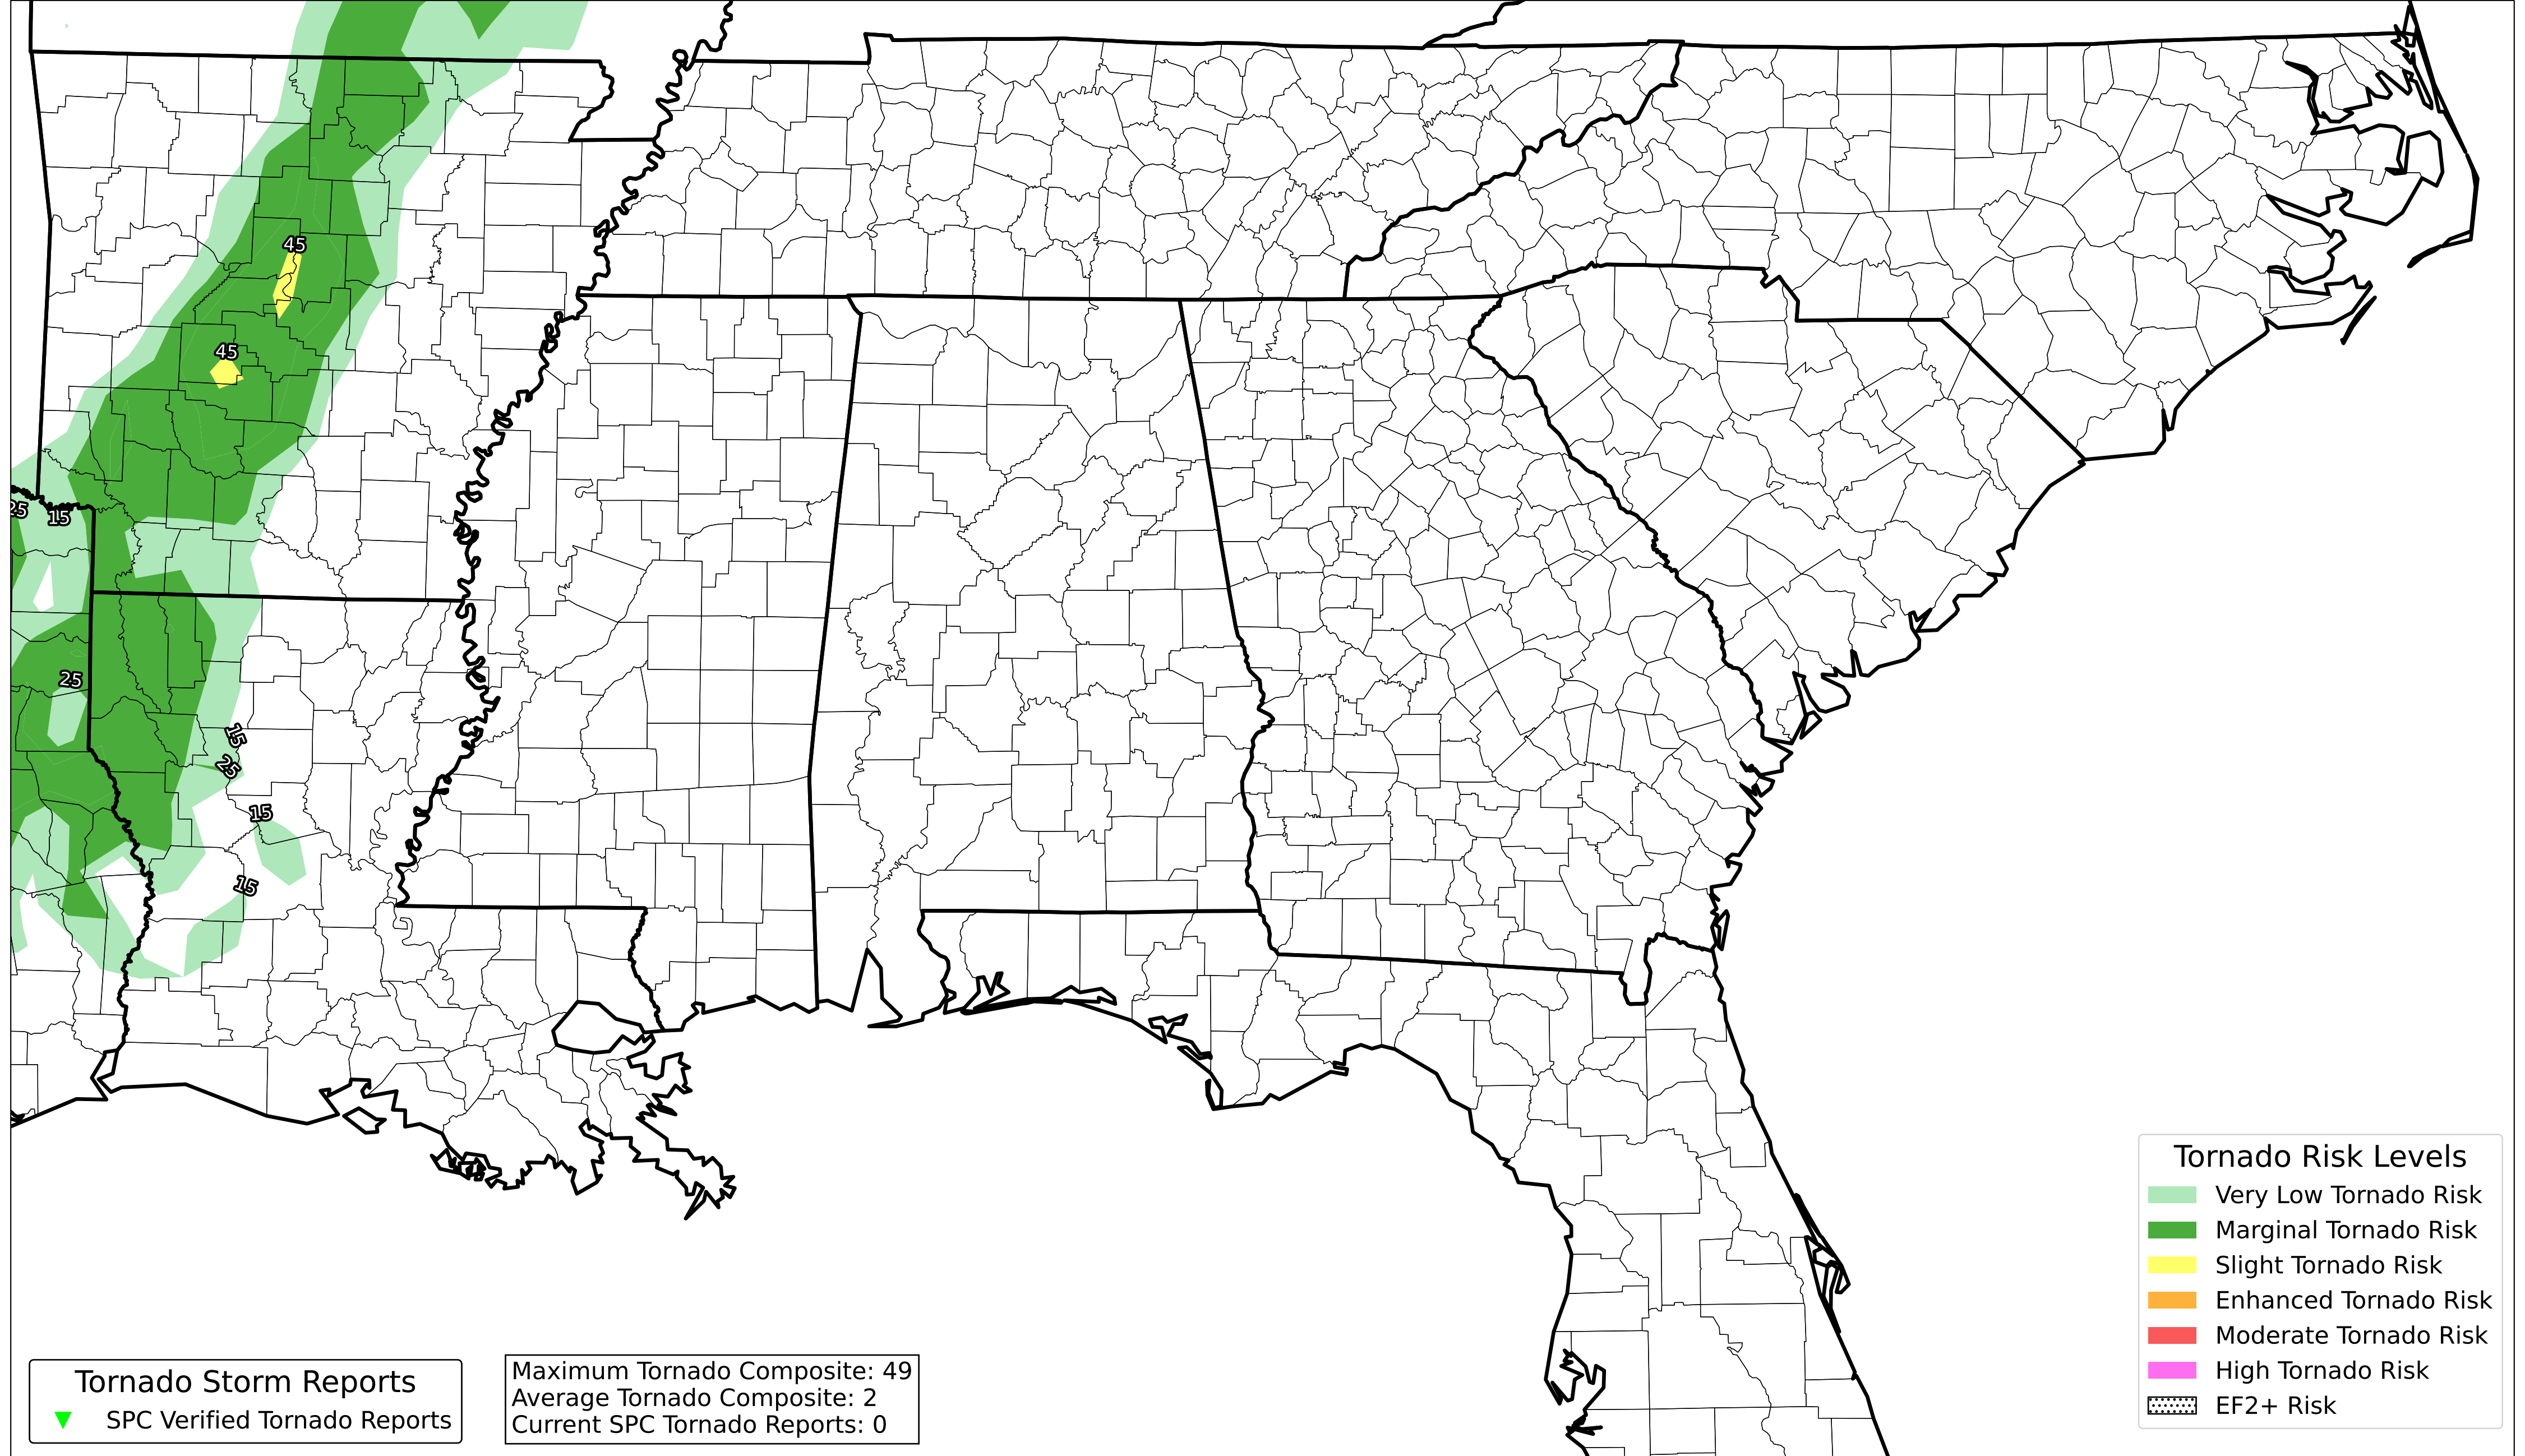 45
45
25
15
25
15
25
15
15
Tornado Risk Levels
Very Low Tornado Risk
Marginal Tornado Risk
Slight Tornado Risk
Enhanced Tornado Risk
Moderate Tornado Risk
High Tornado Risk
EF2+ Risk
Tornado Storm Reports
SPC Verified Tornado Reports
Maximum Tornado Composite: 49
Average Tornado Composite: 2
Current SPC Tornado Reports: 0